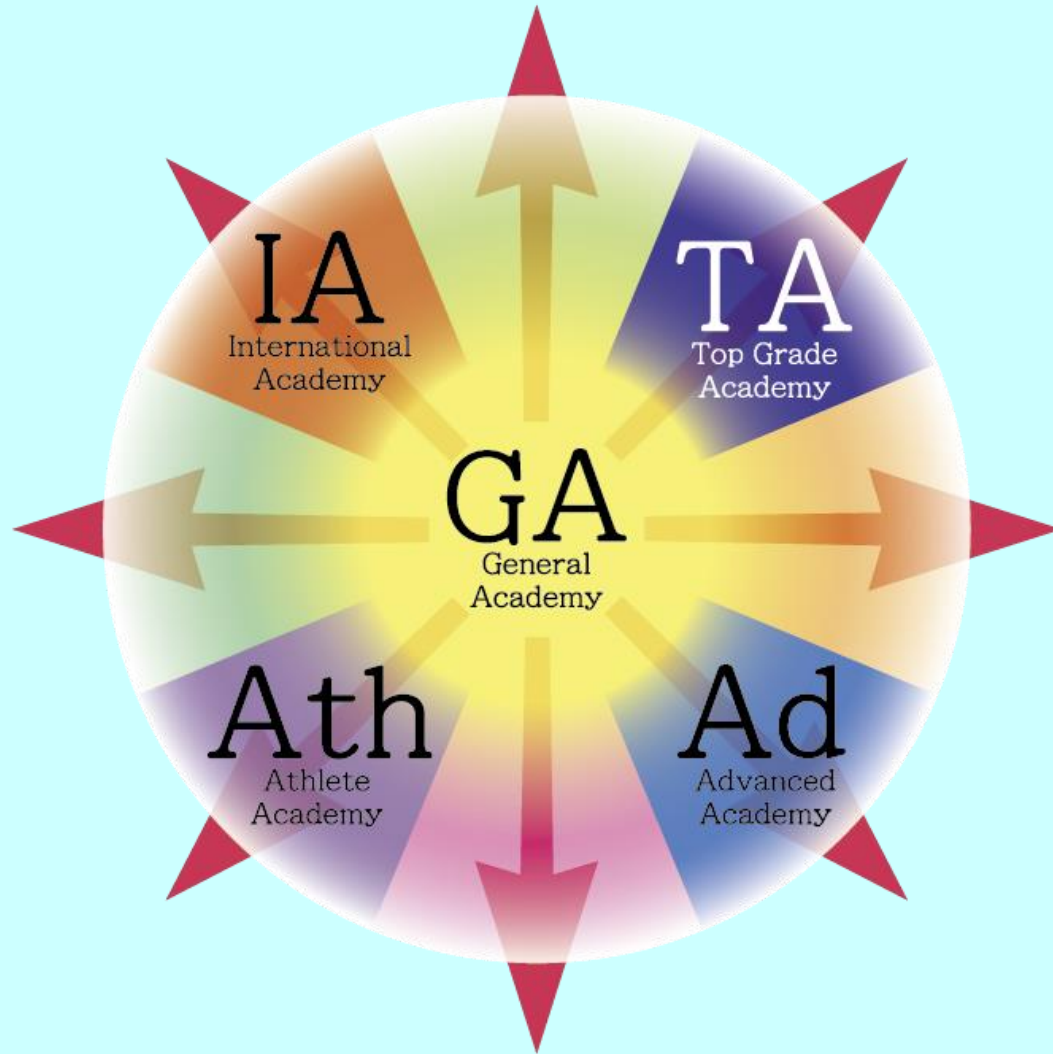 IA
International
Academy
TA
Top Grade
Academy
GA
General
Academy
Ath
Athlete
Academy
Ad
Advanced
Academy